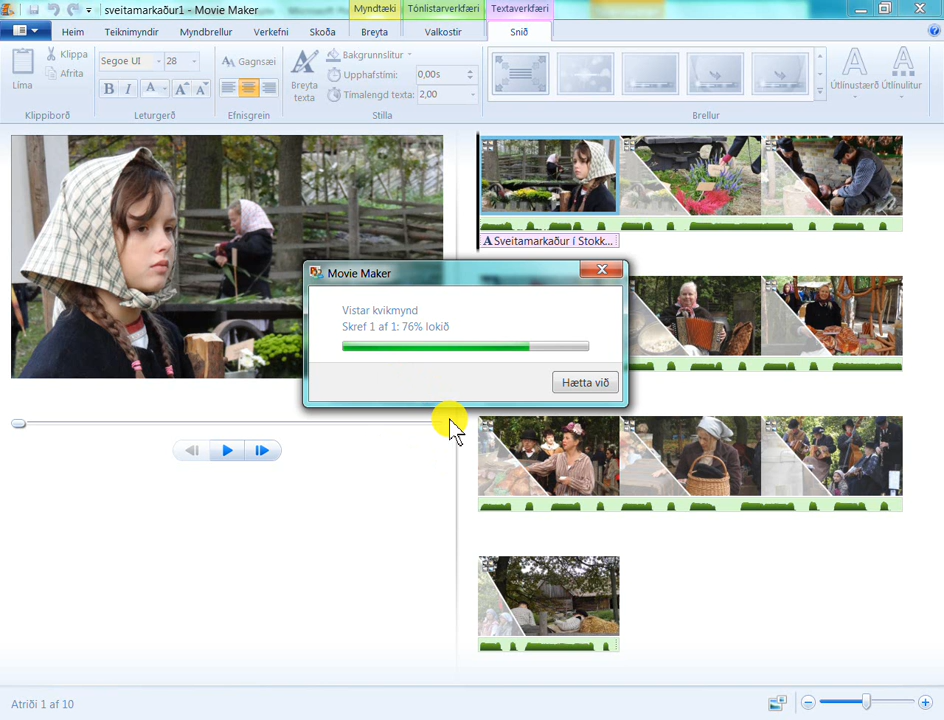 sveitamarkaður1 - Movie Maker
Myndtæki
Tónlistarverkfæri
Textaverkfæri
Heim
Teiknimyndir
Myndbrellur
Verkefni
Skoða
Breyta
Valkostir
Snið
Líma
Klippa
Afrita
Klippiborð
Segoe UI
28
B I A A A
Leturgerð
Gagnsæi
Efnisgrein
Breyta texta
Bakgrunnslitur
Upphafstími: 0,00s
Tímalengd texta: 2,00
Stilla
Brellur
Útlínustærð
Útlínulitur
A Sveitamarkaður í Stokk...
Movie Maker
Vistar kvikmynd
Skref 1 af 1: 76% lokið
Hætta við
Atriði 1 af 10